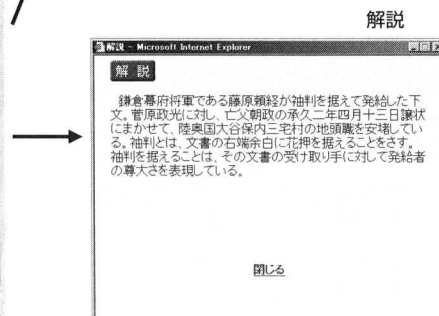 解説
解説 - Microsoft Internet Explorer
解 説
鎌倉幕府将軍である藤原頼経が袖判を据えて発給した下
文。菅原政光に対し、亡父朝政の承久二年四月十三日譲状
にまかせて、陸奥国大谷保内三宅村の地頭職を安堵してい
る。袖判とは、文書の右端余白に花押を据えることをさす。
袖判を据えることは、その文書の受け取り手に対して発給者
の尊大さを表現している。
閉じる